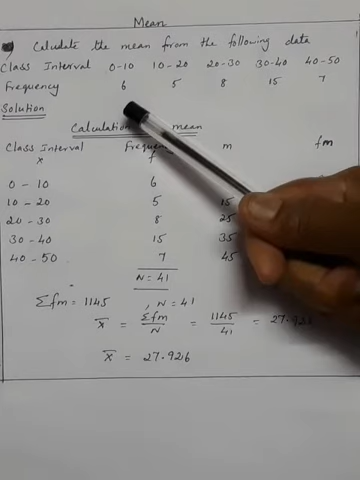 Mean
Calculate the mean from the following data
Class Interval 0-10 10-20 20-30 30-40 40-50
Frequency 6 5 8 15 7
Solution
Calculation mean
Class Interval x Frequency f m fm
0-10 6
10-20 5 15
20-30 8 25
30-40 15 35
40-50 7 45
N = 41
Σfm = 1145, N = 41
x̄ = Σfm/N = 1145/41 = 27.92
x̄ = 27.926